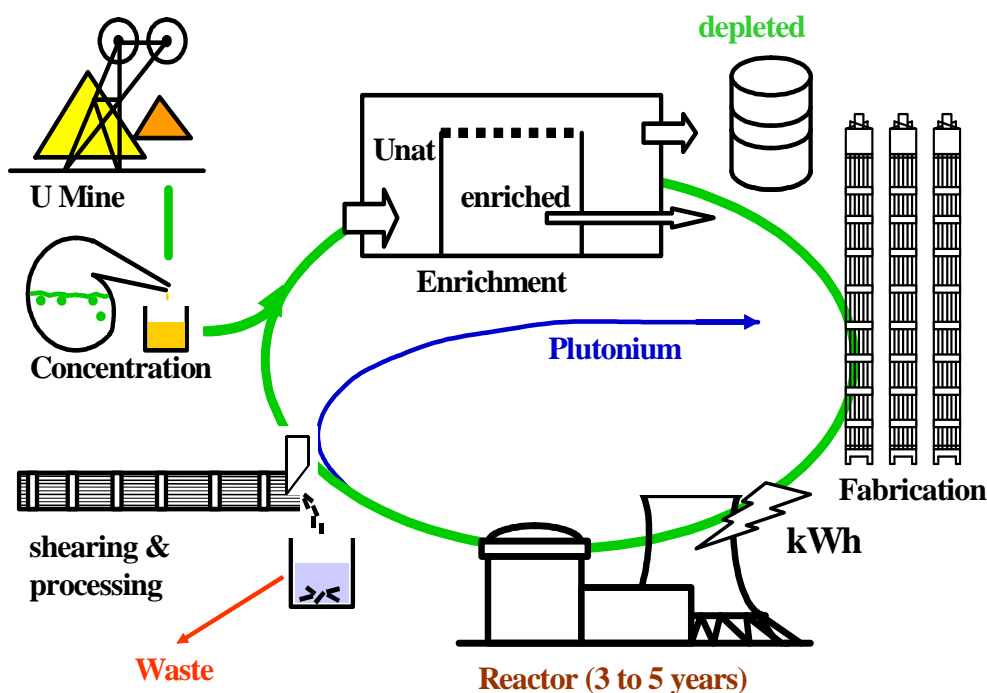 depleted
Unat
U Mine
enriched
Enrichment
Plutonium
Concentration
Fabrication
kWh
shearing &
processing
Waste
Reactor (3 to 5 years)